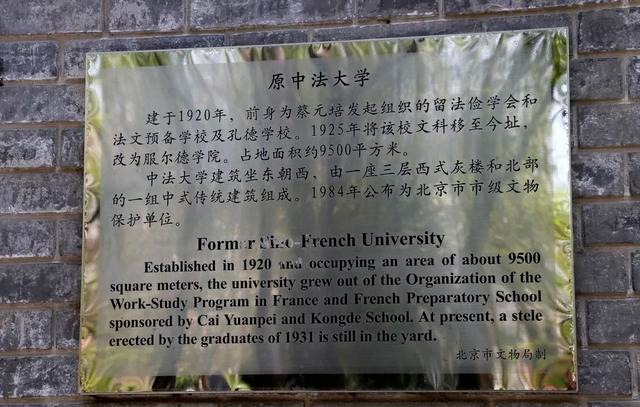 原中法大学
建于1920年，前身为蔡元培发起组织的留法俭学会和
法文预备学校及孔德学校。1925年将该校文科移至今址，
改为服尔德学院。占地面积约9500平方米。
中法大学建筑坐东朝西，由一座三层西式灰楼和北部
的一组中式传统建筑组成。1984年公布为北京市市级文物
保护单位。
Former Sino-French University
Established in 1920 and occupying an area of about 9500
square meters, the university grew out of the Organization of the
Work-Study Program in France and French Preparatory School
sponsored by Cai Yuanpei and Kongde School. At present, a stele
erected by the graduates of 1931 is still in the yard.
北京市文物局制